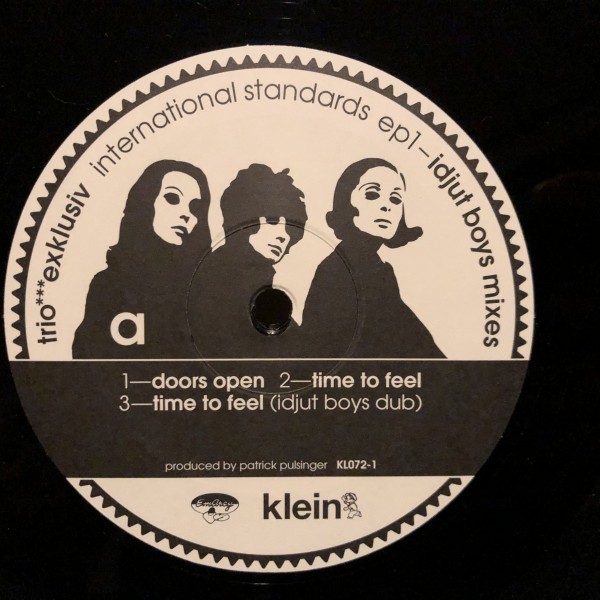 trio***exklusiv international standards ep1–idjut boys mixes
a
1—doors open 2—time to feel
3—time to feel (idjut boys dub)
produced by patrick pulsinger KL072-1
klein